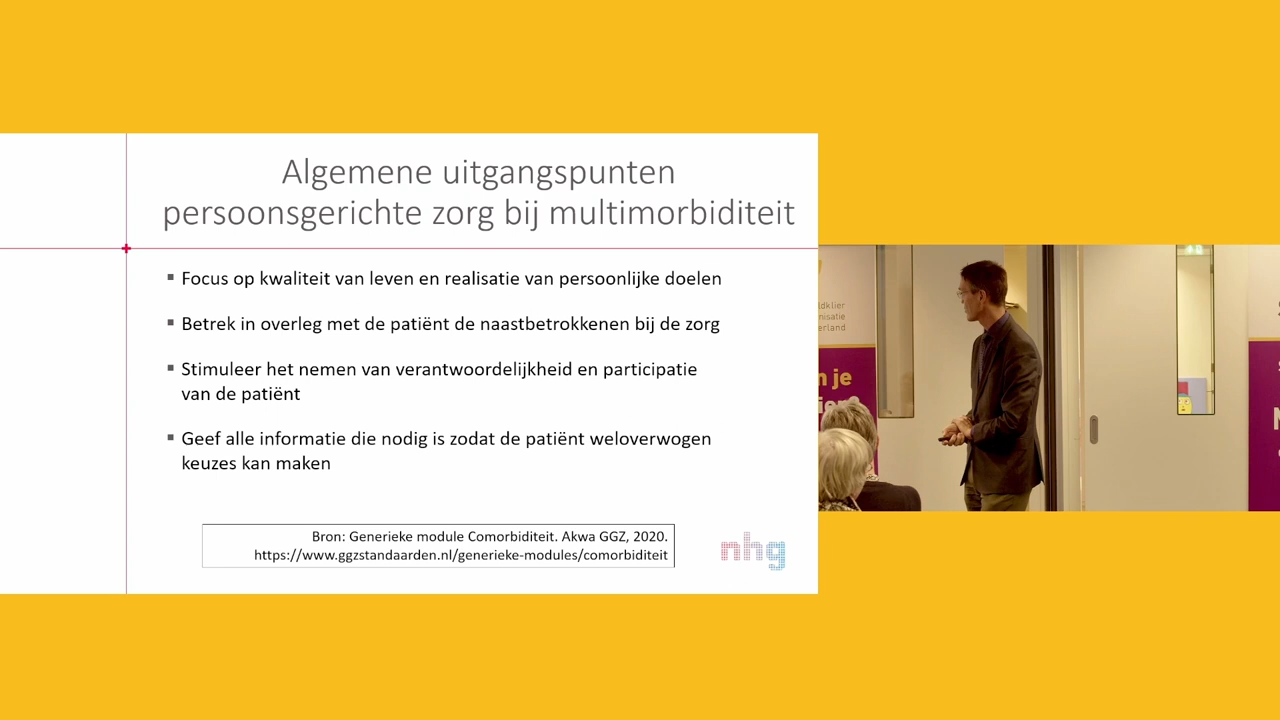 Algemene uitgangspunten
persoonsgerichte zorg bij multimorbiditeit
Focus op kwaliteit van leven en realisatie van persoonlijke doelen
Betrek in overleg met de patiënt de naastbetrokkenen bij de zorg
Stimuleer het nemen van verantwoordelijkheid en participatie
van de patiënt
Geef alle informatie die nodig is zodat de patiënt weloverwogen
keuzes kan maken
Bron: Generieke module Comorbiditeit. Akwa GGZ, 2020.
https://www.ggzstandaarden.nl/generieke-modules/comorbiditeit
nhg
je